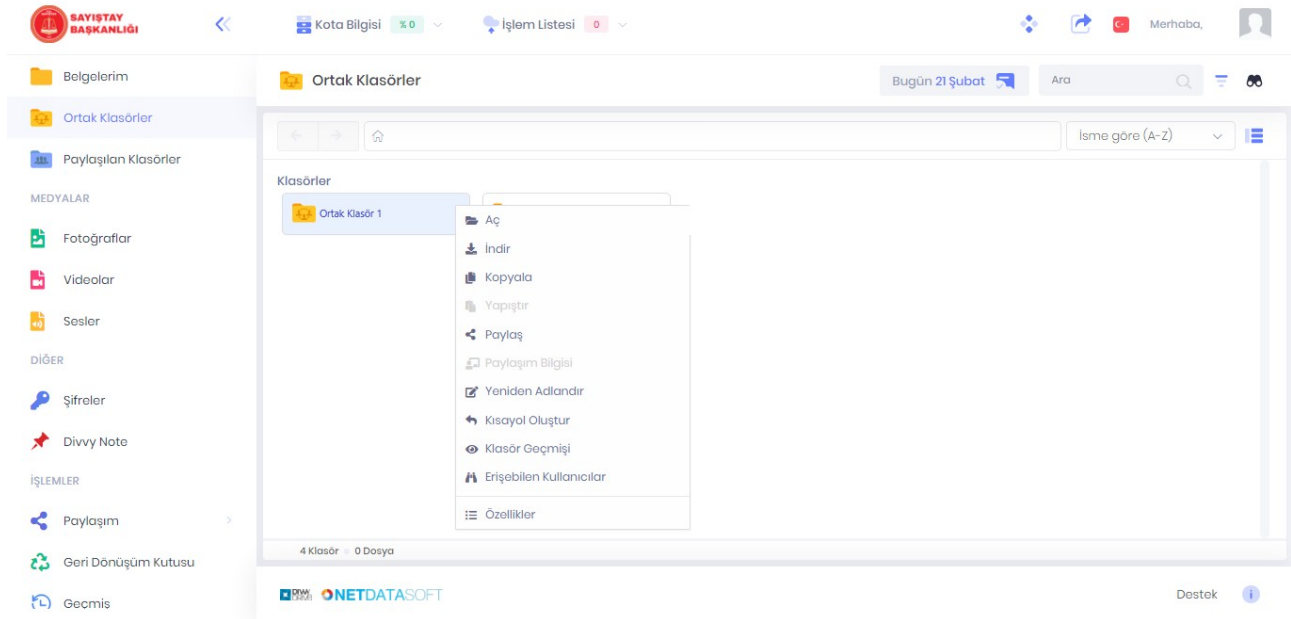 SAYIŞTAY
BAŞKANLIĞI
Kota Bilgisi % 0
İşlem Listesi 0
Merhaba,
Belgelerim
Ortak Klasörler
Paylaşılan Klasörler
MEDYALAR
Fotoğraflar
Videolar
Sesler
DİĞER
Şifreler
Divvy Note
İŞLEMLER
Paylaşım
Geri Dönüşüm Kutusu
Geçmiş
Ortak Klasörler
Bugün 21 Şubat
Ara
İsme göre (A-Z)
Klasörler
Ortak Klasör 1
Aç
İndir
Kopyala
Yapıştır
Paylaş
Paylaşım Bilgisi
Yeniden Adlandır
Kısayol Oluştur
Klasör Geçmişi
Erişebilen Kullanıcılar
Özellikler
4 Klasör 0 Dosya
NETDATASOFT
Destek